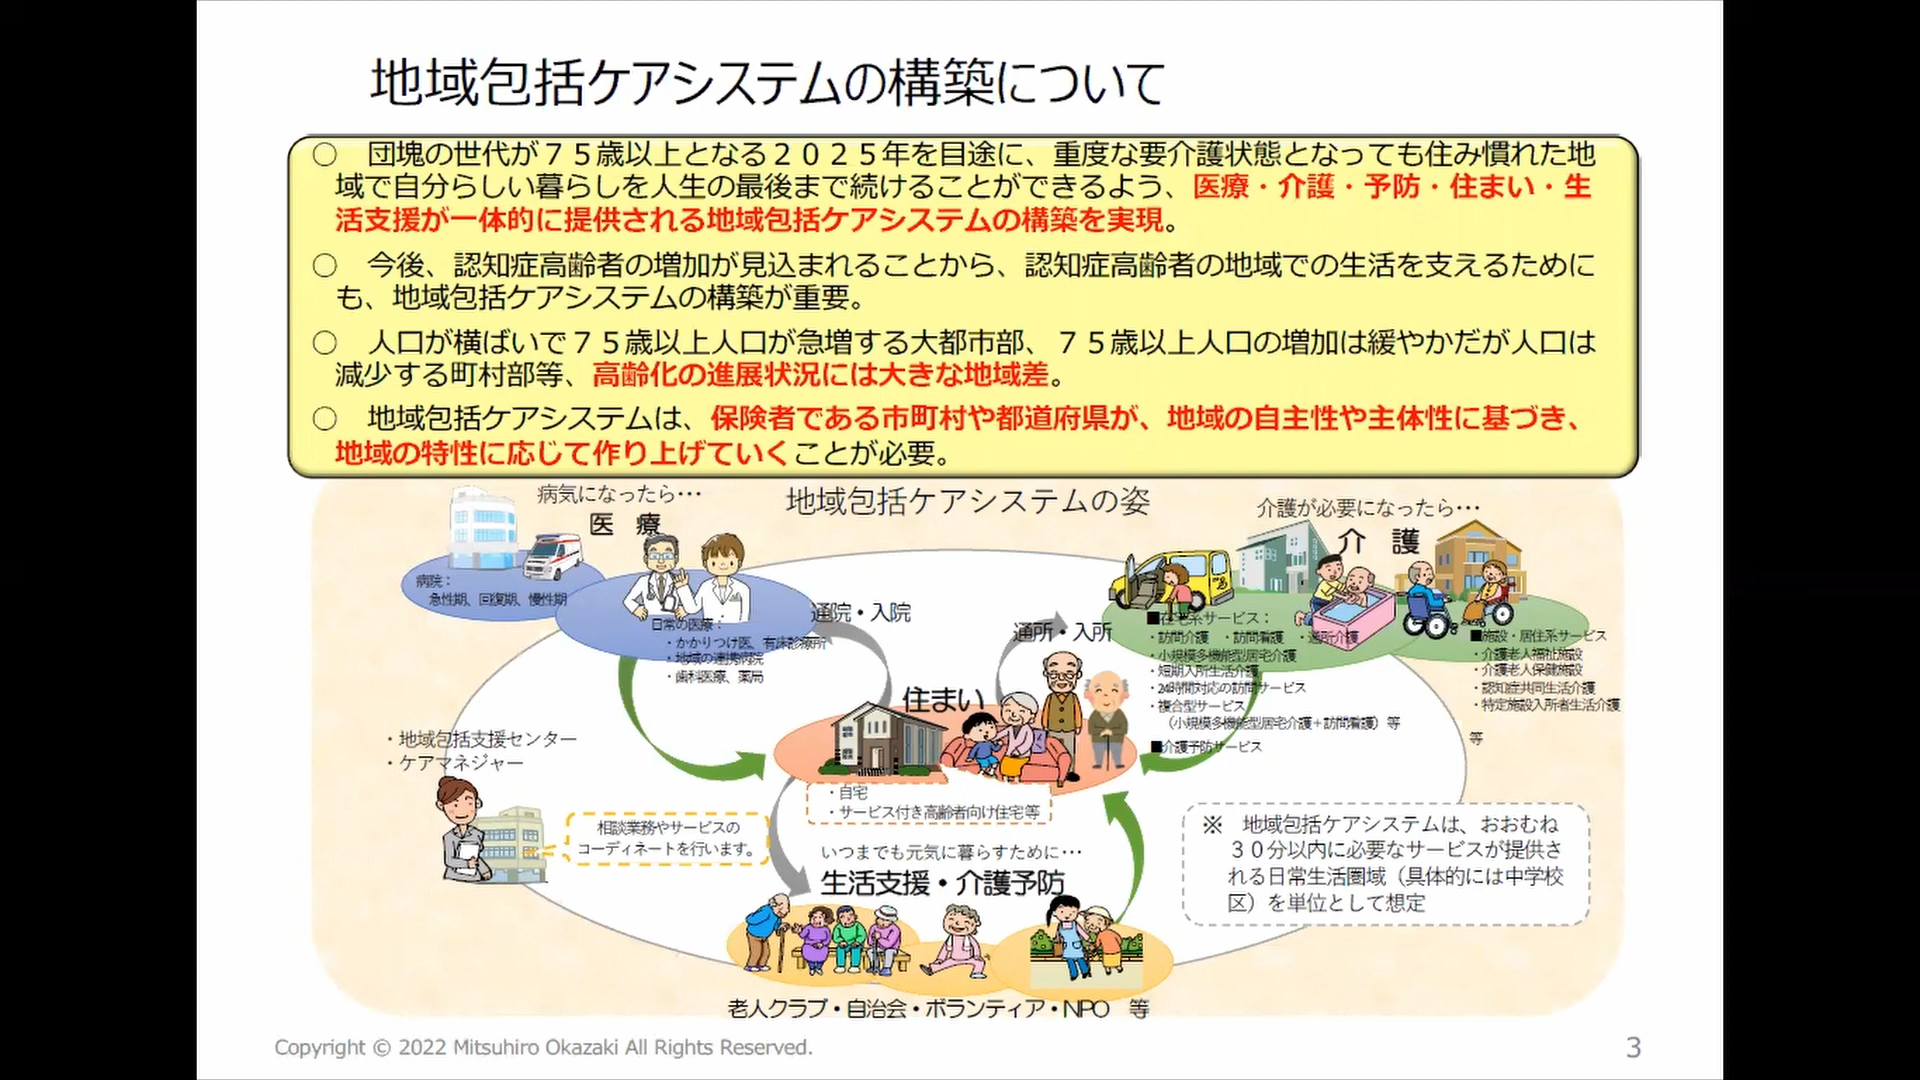 地域包括ケアシステムの構築について
○　団塊の世代が７５歳以上となる２０２５年を目途に、重度な要介護状態となっても住み慣れた地
域で自分らしい暮らしを人生の最後まで続けることができるよう、医療・介護・予防・住まい・生
活支援が一体的に提供される地域包括ケアシステムの構築を実現。
○　今後、認知症高齢者の増加が見込まれることから、認知症高齢者の地域での生活を支えるために
も、地域包括ケアシステムの構築が重要。
○　人口が横ばいで７５歳以上人口が急増する大都市部、７５歳以上人口の増加は緩やかだが人口は
減少する町村部等、高齢化の進展状況には大きな地域差。
○　地域包括ケアシステムは、保険者である市町村や都道府県が、地域の自主性や主体性に基づき、
地域の特性に応じて作り上げていくことが必要。
地域包括ケアシステムの姿
病気になったら･･･
医　療
病院：
急性期、回復期、慢性期
日常の医療：
・かかりつけ医、有床診療所
・地域の連携病院
・歯科医療、薬局
通院・入院
通所・入所
介護が必要になったら･･･
介　護
■在宅系サービス：
・訪問介護　・訪問看護　・通所介護
・小規模多機能型居宅介護
・短期入所生活介護
・24時間対応の訪問サービス
・複合型サービス
（小規模多機能型居宅介護＋訪問看護）等
■介護予防サービス
■施設・居住系サービス
・介護老人福祉施設
・介護老人保健施設
・認知症共同生活介護
・特定施設入所者生活介護
等
住まい
・自宅
・サービス付き高齢者向け住宅等
・地域包括支援センター
・ケアマネジャー
相談業務やサービスの
コーディネートを行います。
いつまでも元気に暮らすために･･･
生活支援・介護予防
老人クラブ・自治会・ボランティア・NPO　等
※　地域包括ケアシステムは、おおむね
３０分以内に必要なサービスが提供さ
れる日常生活圏域（具体的には中学校
区）を単位として想定
Copyright © 2022 Mitsuhiro Okazaki All Rights Reserved.
3